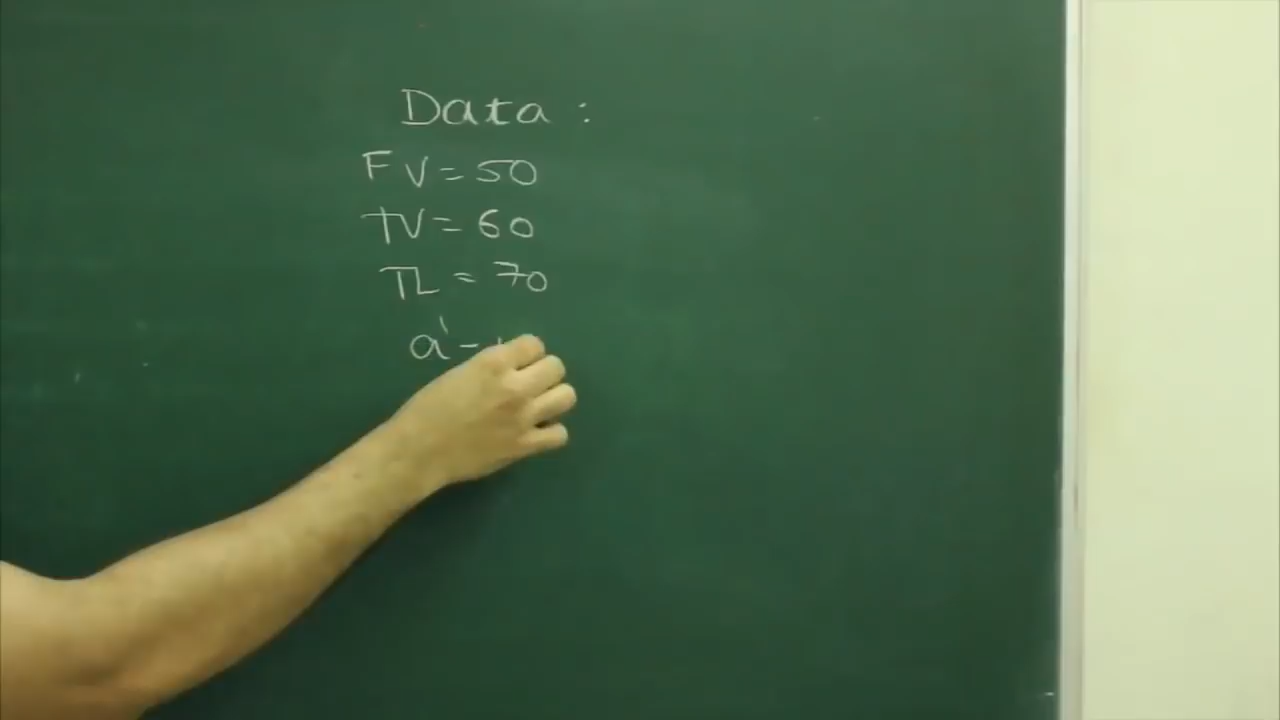 Data :
FV = 50
TV = 60
TL = 70
a' -